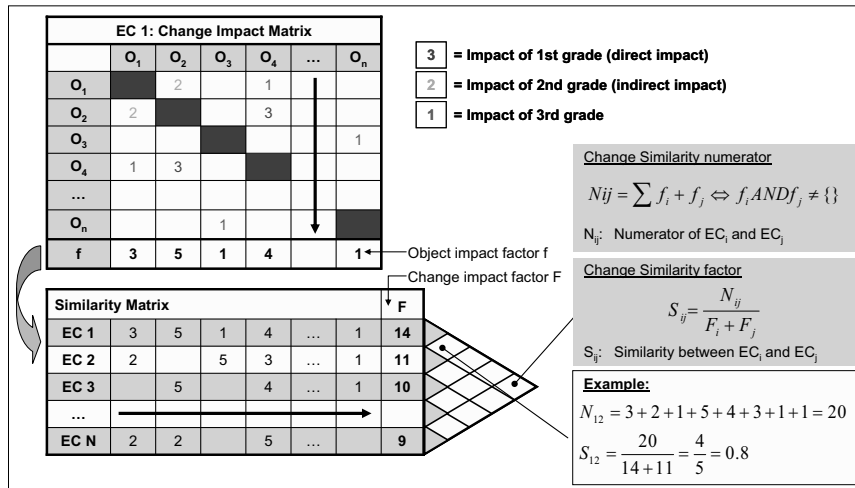 EC 1: Change Impact Matrix
O1 O2 O3 O4 ... On
O1 2 1
O2 2 3
O3 1
O4 1 3
...
On 1
f 3 5 1 4 1
3 = Impact of 1st grade (direct impact)
2 = Impact of 2nd grade (indirect impact)
1 = Impact of 3rd grade
Object impact factor f
Change impact factor F
Similarity Matrix F
EC 1 3 5 1 4 ... 1 14
EC 2 2 5 3 ... 1 11
EC 3 5 4 ... 1 10
...
EC N 2 2 5 ... 9
Change Similarity numerator
Nij = ∑ fi + fj ⇔ fi AND fj ≠ {}
Nij: Numerator of ECi and ECj
Change Similarity factor
Sij = Nij / (Fi + Fj)
Sij: Similarity between ECi and ECj
Example:
N12 = 3 + 2 + 1 + 5 + 4 + 3 + 1 + 1 = 20
S12 = 20 / (14 + 11) = 4 / 5 = 0.8